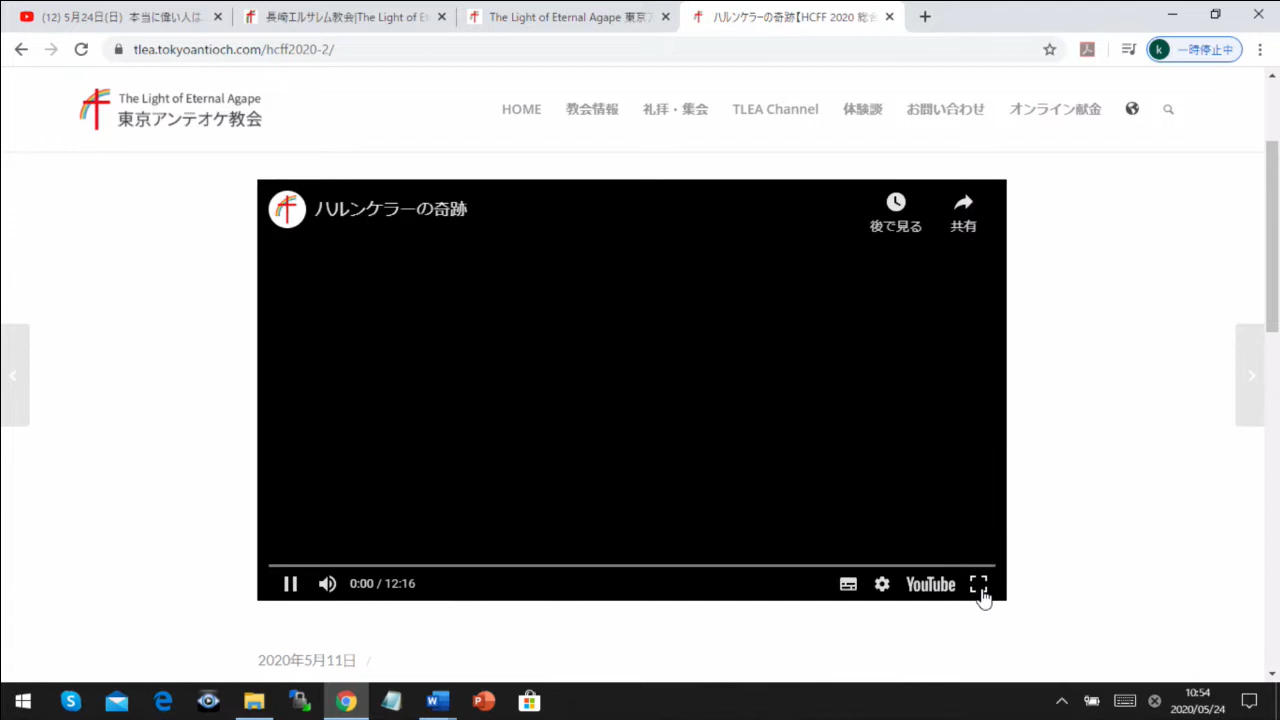 (12) 5月24日(日) 本当に偉い人は
長崎エルサレム教会|The Light of E
The Light of Eternal Agape 東京
ハルンケラーの奇跡【HCFF 2020 総
tlea.tokyoantioch.com/hcff2020-2/
k 一時停止中
The Light of Eternal Agape
東京アンテオケ教会
HOME 教会情報 礼拝・集会 TLEA Channel 体験談 お問い合わせ オンライン献金
ハルンケラーの奇跡
後で見る 共有
0:00 / 12:16
YouTube
2020年5月11日 /
10:54
2020/05/24